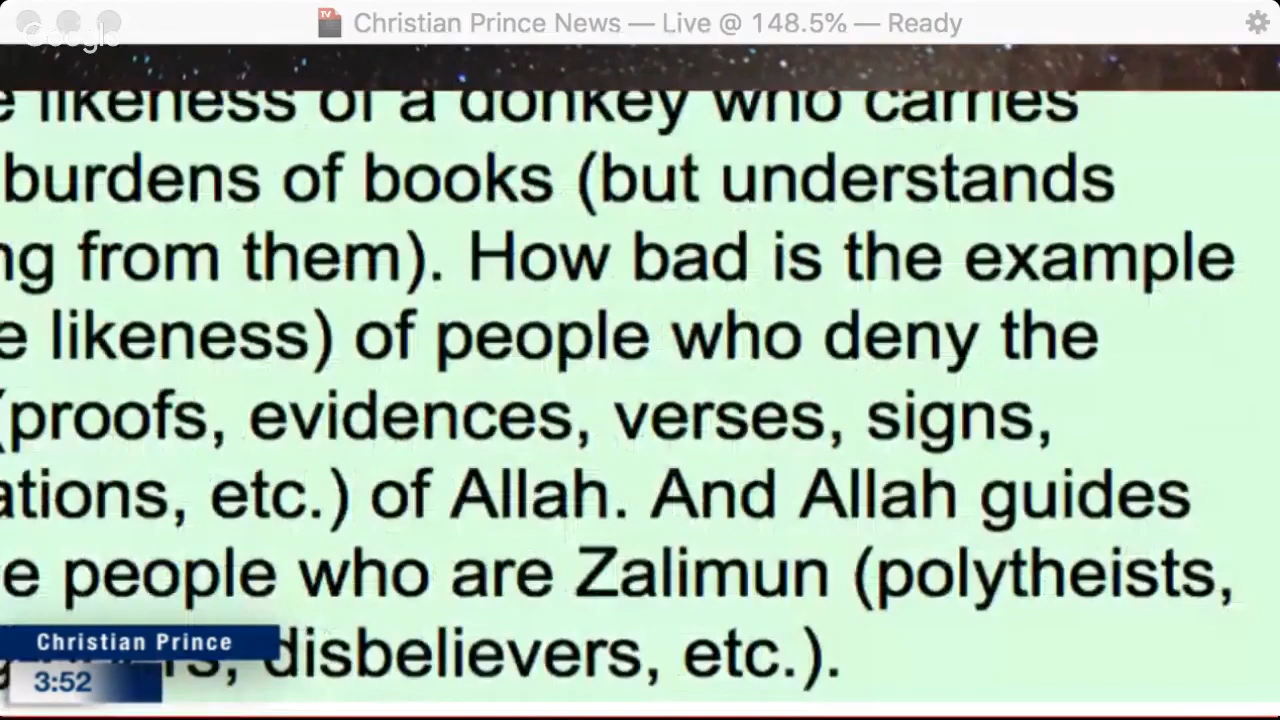 Christian Prince News — Live @ 148.5% — Ready
Google
likeness of a donkey who carries
burdens of books (but understands
from them). How bad is the example
likeness) of people who deny the
(proofs, evidences, verses, signs,
etc.) of Allah. And Allah guides
people who are Zalimun (polytheists,
disbelievers, etc.).
Christian Prince
3:52